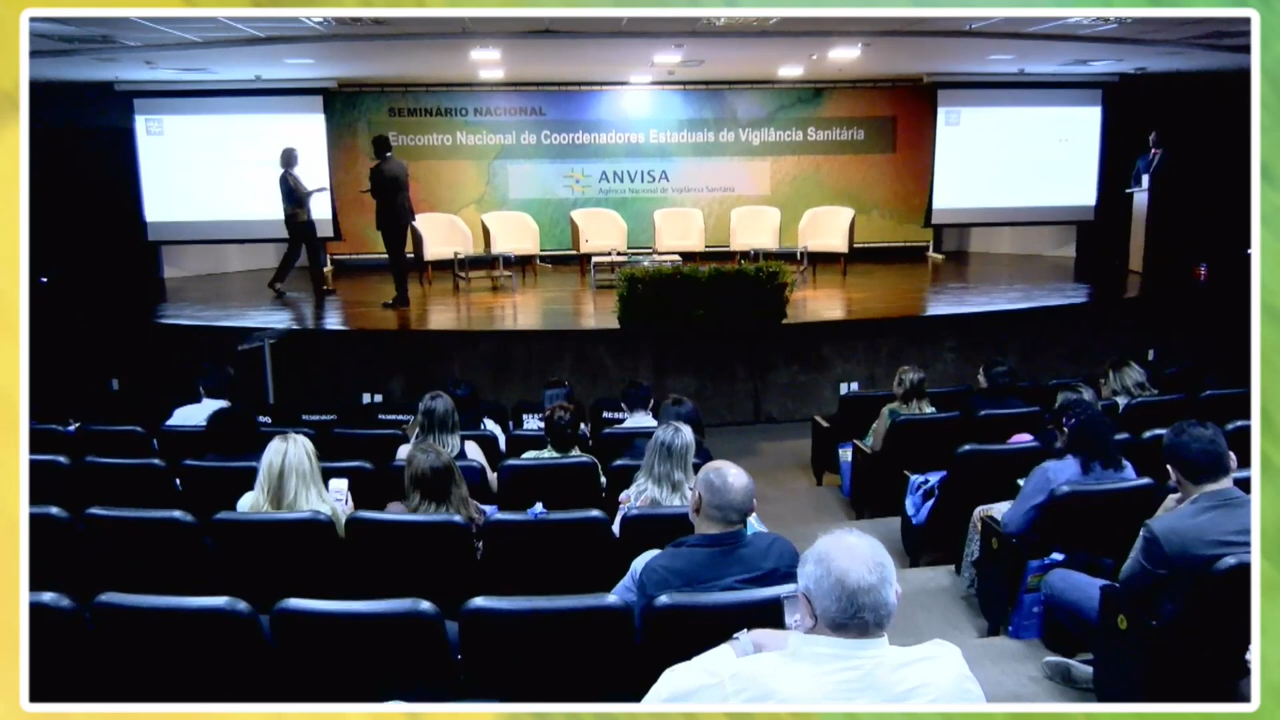 SEMINÁRIO NACIONAL
Encontro Nacional de Coordenadores Estaduais de Vigilância Sanitária
ANVISA
Agência Nacional de Vigilância Sanitária
RESERVADO
RESERVADO